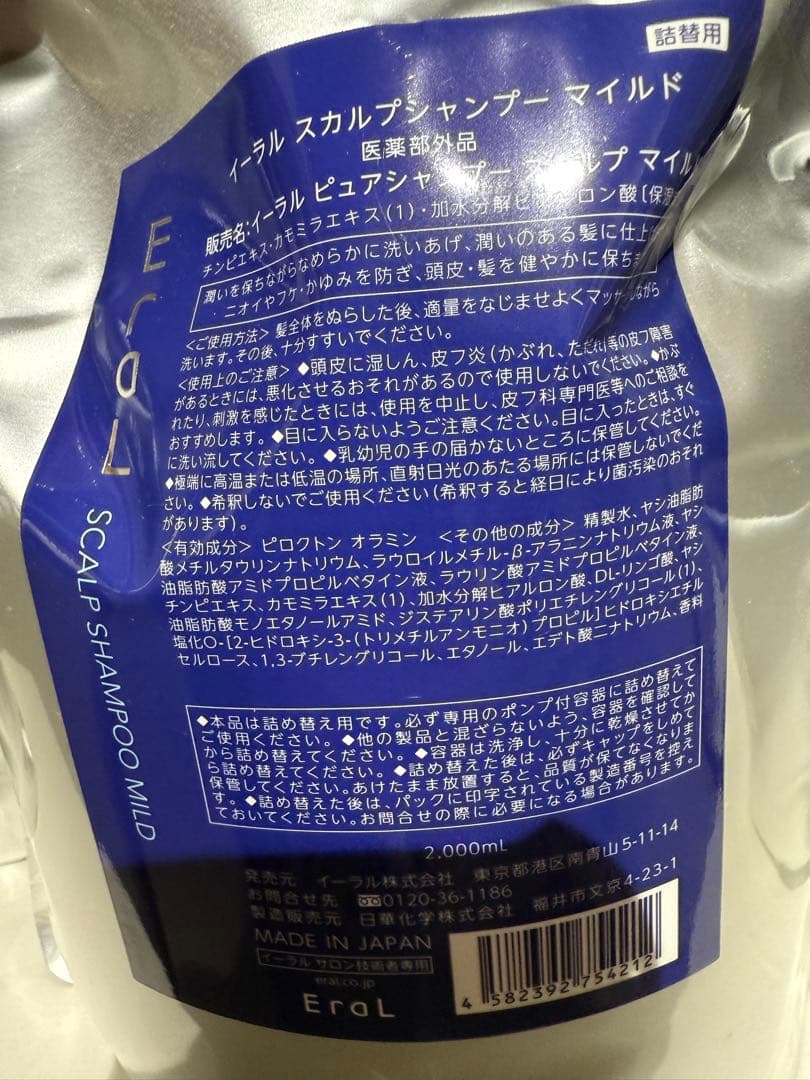 詰替用
イーラル スカルプシャンプー マイルド
医薬部外品
販売名:イーラル ピュアシャンプー マイル
チンピエキス・カモミラエキス(1)・加水分解ヒ ロン酸〔保湿
潤いを保ちながらなめらかに洗いあげ、潤いのある髪に仕上
ニオイやフケ・かゆみを防ぎ、頭皮・髪を健やかに保ちま
<ご使用方法> 髪全体をぬらした後、適量をなじませよくマッサージしながら
洗います。その後、十分すすいでください。
<使用上のご注意> ◆頭皮に湿しん、皮フ炎(かぶれ、ただれ)等の皮フ障害
があるときには、悪化させるおそれがあるので使用しないでください。◆かぶ
れたり、刺激を感じたときには、使用を中止し、皮フ科専門医等へのご相談を
おすすめします。◆目に入らないようご注意ください。目に入ったときは、すぐ
に洗い流してください。◆乳幼児の手の届かないところに保管してください。
◆極端に高温または低温の場所、直射日光のあたる場所には保管しないでくだ
さい。◆希釈しないでご使用ください(希釈すると経日により菌汚染のおそれ
があります)。
<有効成分> ピロクトン オラミン <その他の成分> 精製水、ヤシ油脂肪
酸メチルタウリンナトリウム、ラウロイルメチル-β-アラニンナトリウム液、ヤシ
油脂肪酸アミドプロピルベタイン液、ラウリン酸アミドプロピルベタイン液、
チンピエキス、カモミラエキス(1)、加水分解ヒアルロン酸、DL-リンゴ酸、ヤシ
油脂肪酸モノエタノールアミド、ジステアリン酸ポリエチレングリコール(1)、
塩化O-[2-ヒドロキシ-3-(トリメチルアンモニオ)プロピル]ヒドロキシエチル
セルロース、1,3-ブチレングリコール、エタノール、エデト酸二ナトリウム、香料
◆本品は詰め替え用です。必ず専用のポンプ付容器に詰め替えて
ご使用ください。◆他の製品と混ざらないよう、容器を確認して
から詰め替えてください。◆容器は洗浄し、十分に乾燥させてか
ら詰め替えてください。◆詰め替えた後は、必ずキャップをしめて
保管してください。あけたまま放置すると、品質が保てなくなりま
す。◆詰め替えた後は、パックに印字されている製造番号を控え
ておいてください。お問合せの際に必要になる場合があります。
2,000mL
発売元 イーラル株式会社 東京都港区南青山5-11-14
お問合せ先 0120-36-1186
製造販売元 日華化学株式会社 福井市文京4-23-1
MADE IN JAPAN
イーラル サロン技術者専用
eral.co.jp
EraL
4 582392 754212
EraL
SCALP SHAMPOO MILD